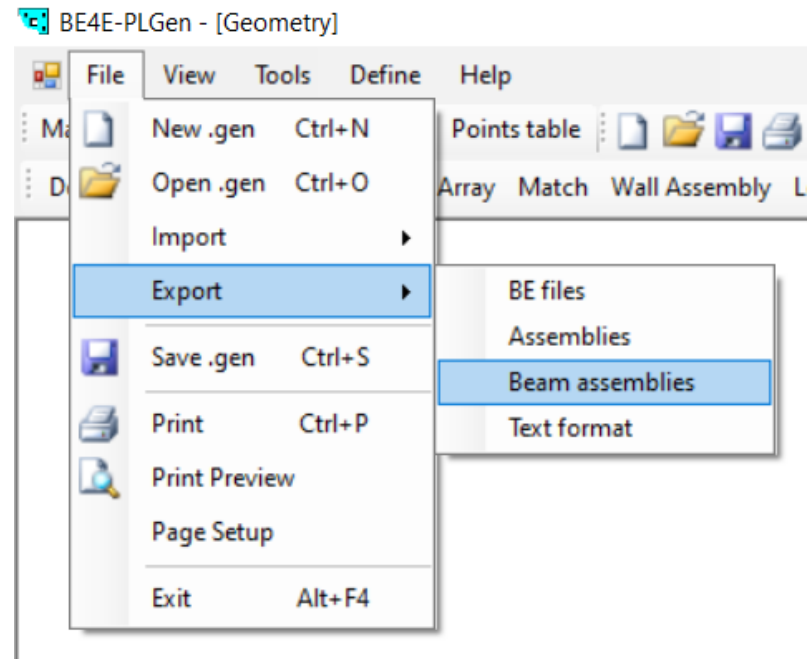 BE4E-PLGen - [Geometry]
File View Tools Define Help
New .gen Ctrl+N
Points table
Open .gen Ctrl+O
Array Match Wall Assembly
Import
Export
BE files
Assemblies
Save .gen Ctrl+S
Beam assemblies
Print Ctrl+P
Text format
Print Preview
Page Setup
Exit Alt+F4